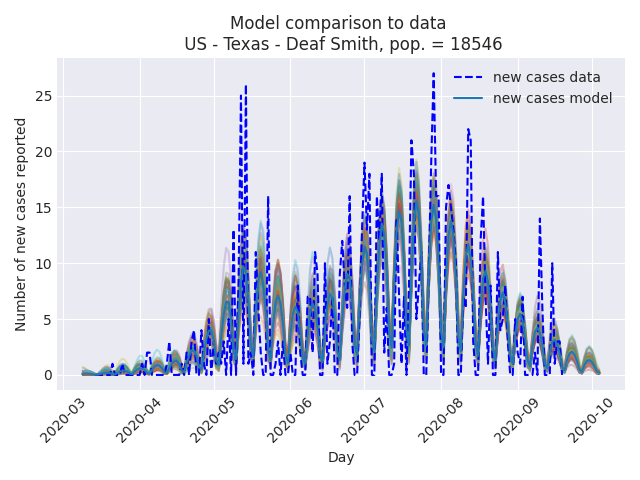 Model comparison to data
US - Texas - Deaf Smith, pop. = 18546
new cases data
new cases model
Number of new cases reported
25
20
15
10
5
0
2020-03
2020-04
2020-05
2020-06
2020-07
2020-08
2020-09
2020-10
Day